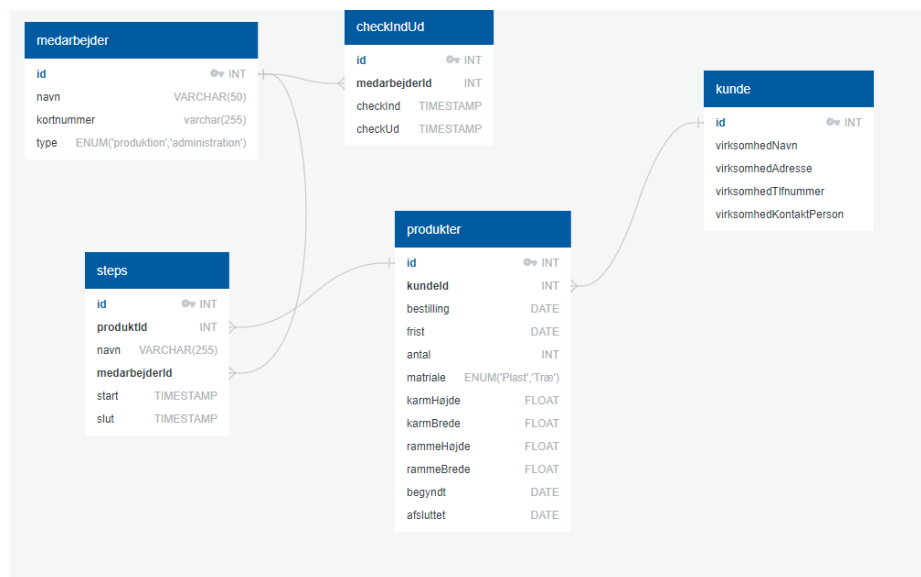 medarbejder
id INT
navn VARCHAR(50)
kortnummer varchar(255)
type ENUM('produktion','administration')
checkIndUd
id INT
medarbejderId INT
checkInd TIMESTAMP
checkUd TIMESTAMP
kunde
id INT
virksomhedNavn
virksomhedAdresse
virksomhedTlfnummer
virksomhedKontaktPerson
steps
id INT
produktId INT
navn VARCHAR(255)
medarbejderId
start TIMESTAMP
slut TIMESTAMP
produkter
id INT
kundeId INT
bestilling DATE
frist DATE
antal INT
matriale ENUM('Plast','Træ')
karmHøjde FLOAT
karmBrede FLOAT
rammeHøjde FLOAT
rammeBrede FLOAT
begyndt DATE
afsluttet DATE